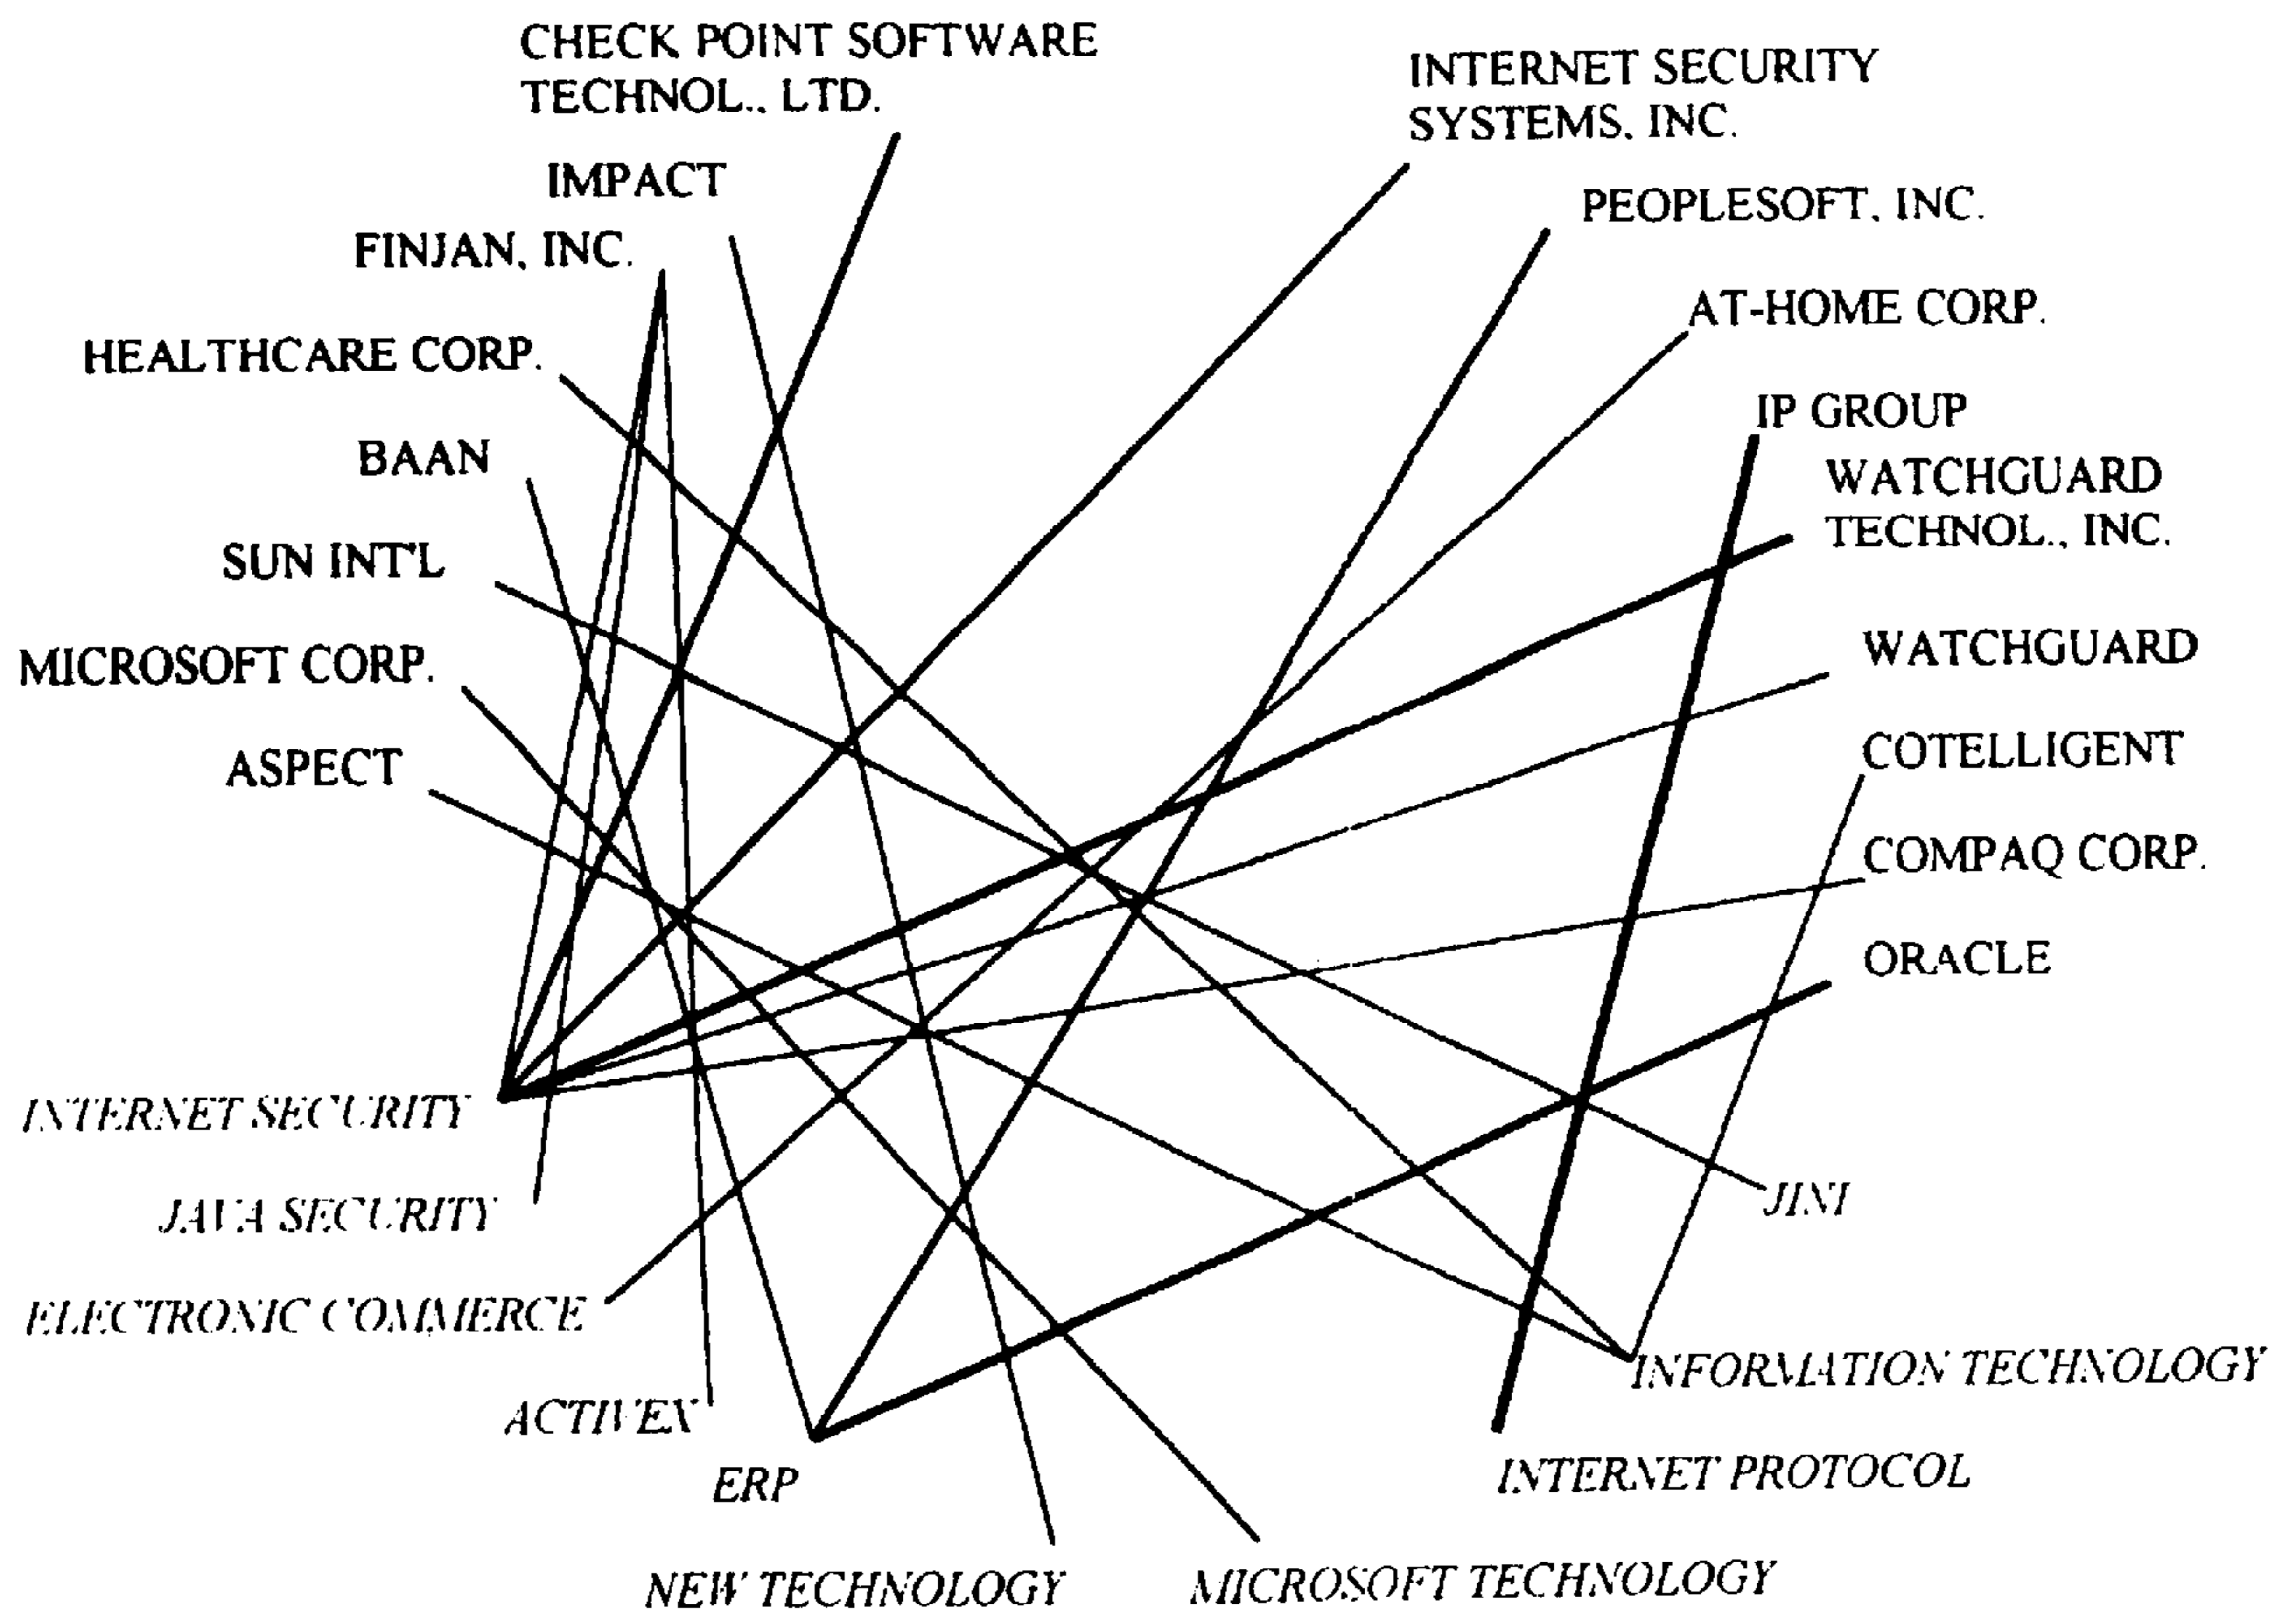 CHECK POINT SOFTWARE
TECHNOL., LTD.
INTERNET SECURITY
SYSTEMS, INC.
IMPACT
PEOPLESOFT, INC.
FINJAN, INC.
AT-HOME CORP.
HEALTHCARE CORP.
IP GROUP
BAAN
WATCHGUARD
TECHNOL., INC.
SUN INT'L
MICROSOFT CORP.
WATCHGUARD
ASPECT
COTELLIGENT
COMPAQ CORP.
ORACLE
INTERNET SECURITY
JAVA SECURITY
JINI
ELECTRONIC COMMERCE
INFORMATION TECHNOLOGY
ACTIVEX
ERP
INTERNET PROTOCOL
NEW TECHNOLOGY
MICROSOFT TECHNOLOGY